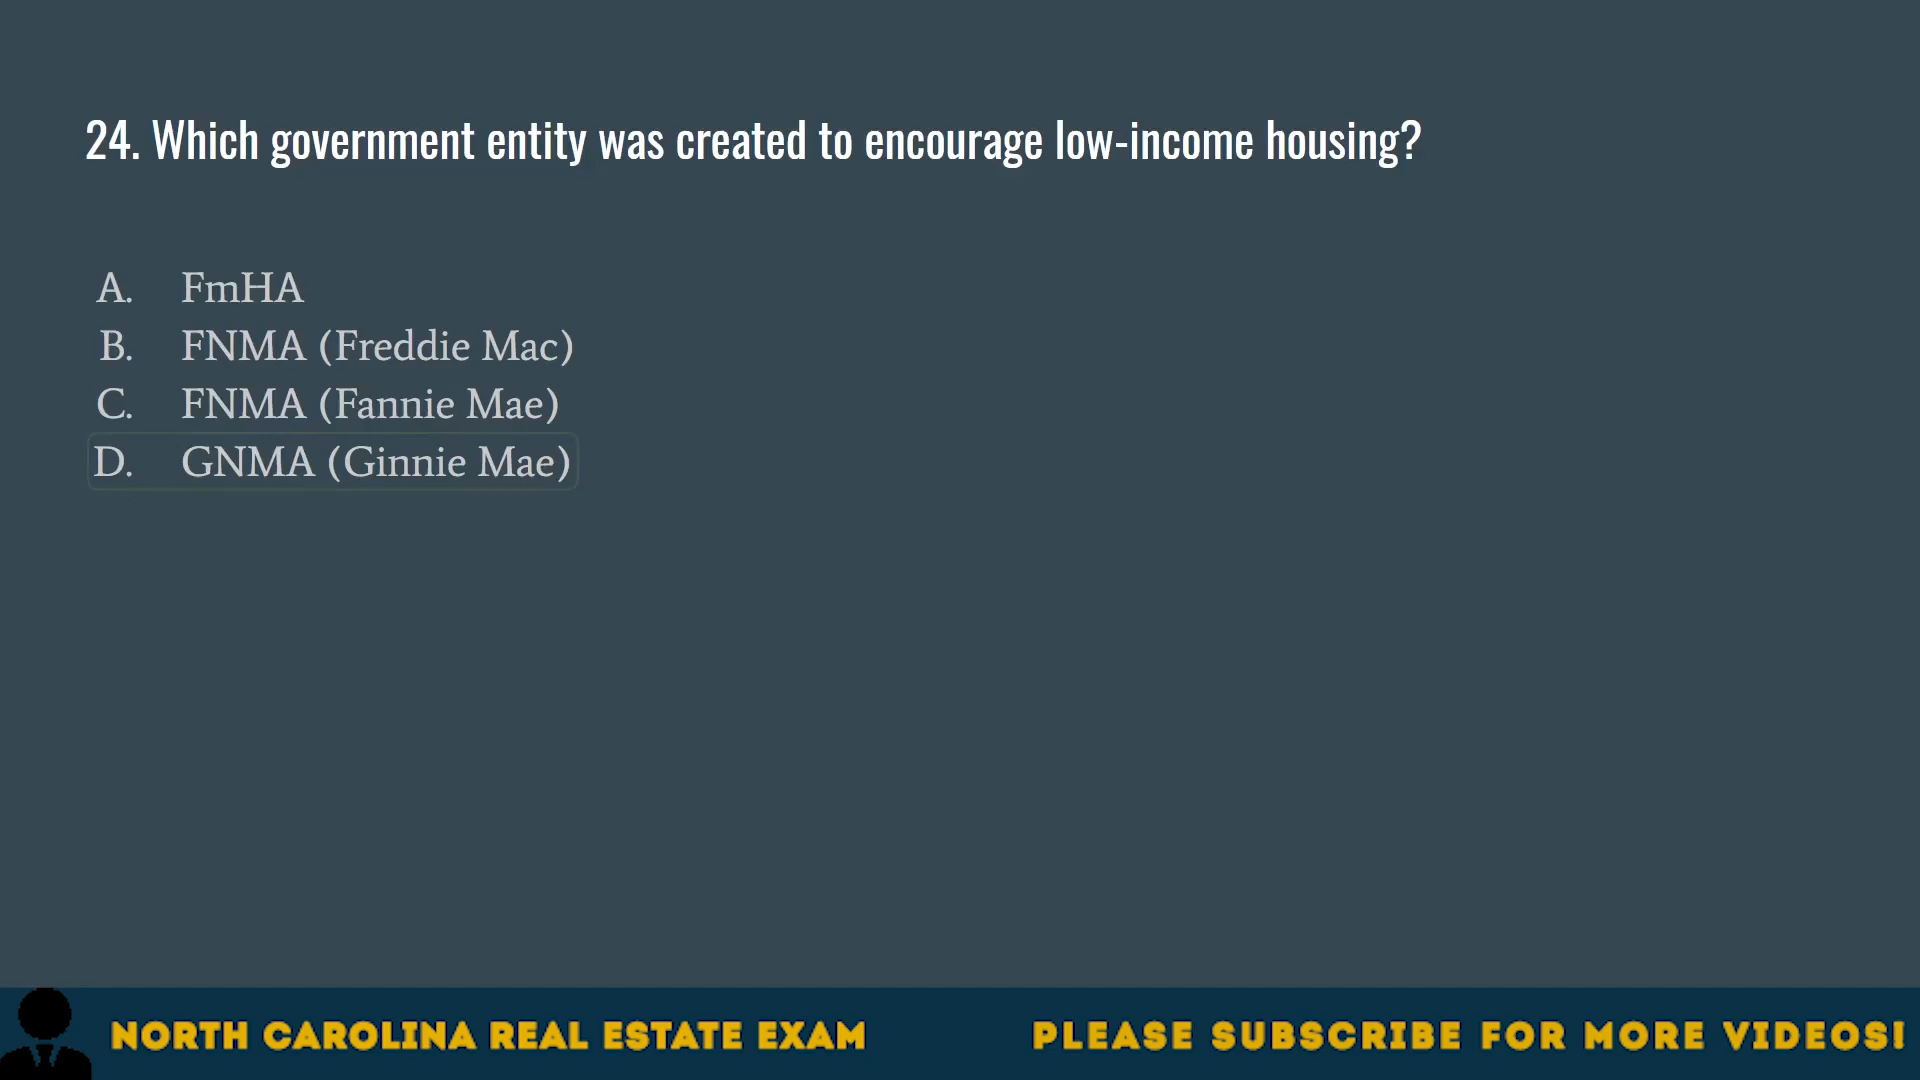 24. Which government entity was created to encourage low-income housing?
A. FmHA
B. FNMA (Freddie Mac)
C. FNMA (Fannie Mae)
D. GNMA (Ginnie Mae)
NORTH CAROLINA REAL ESTATE EXAM
PLEASE SUBSCRIBE FOR MORE VIDEOS!